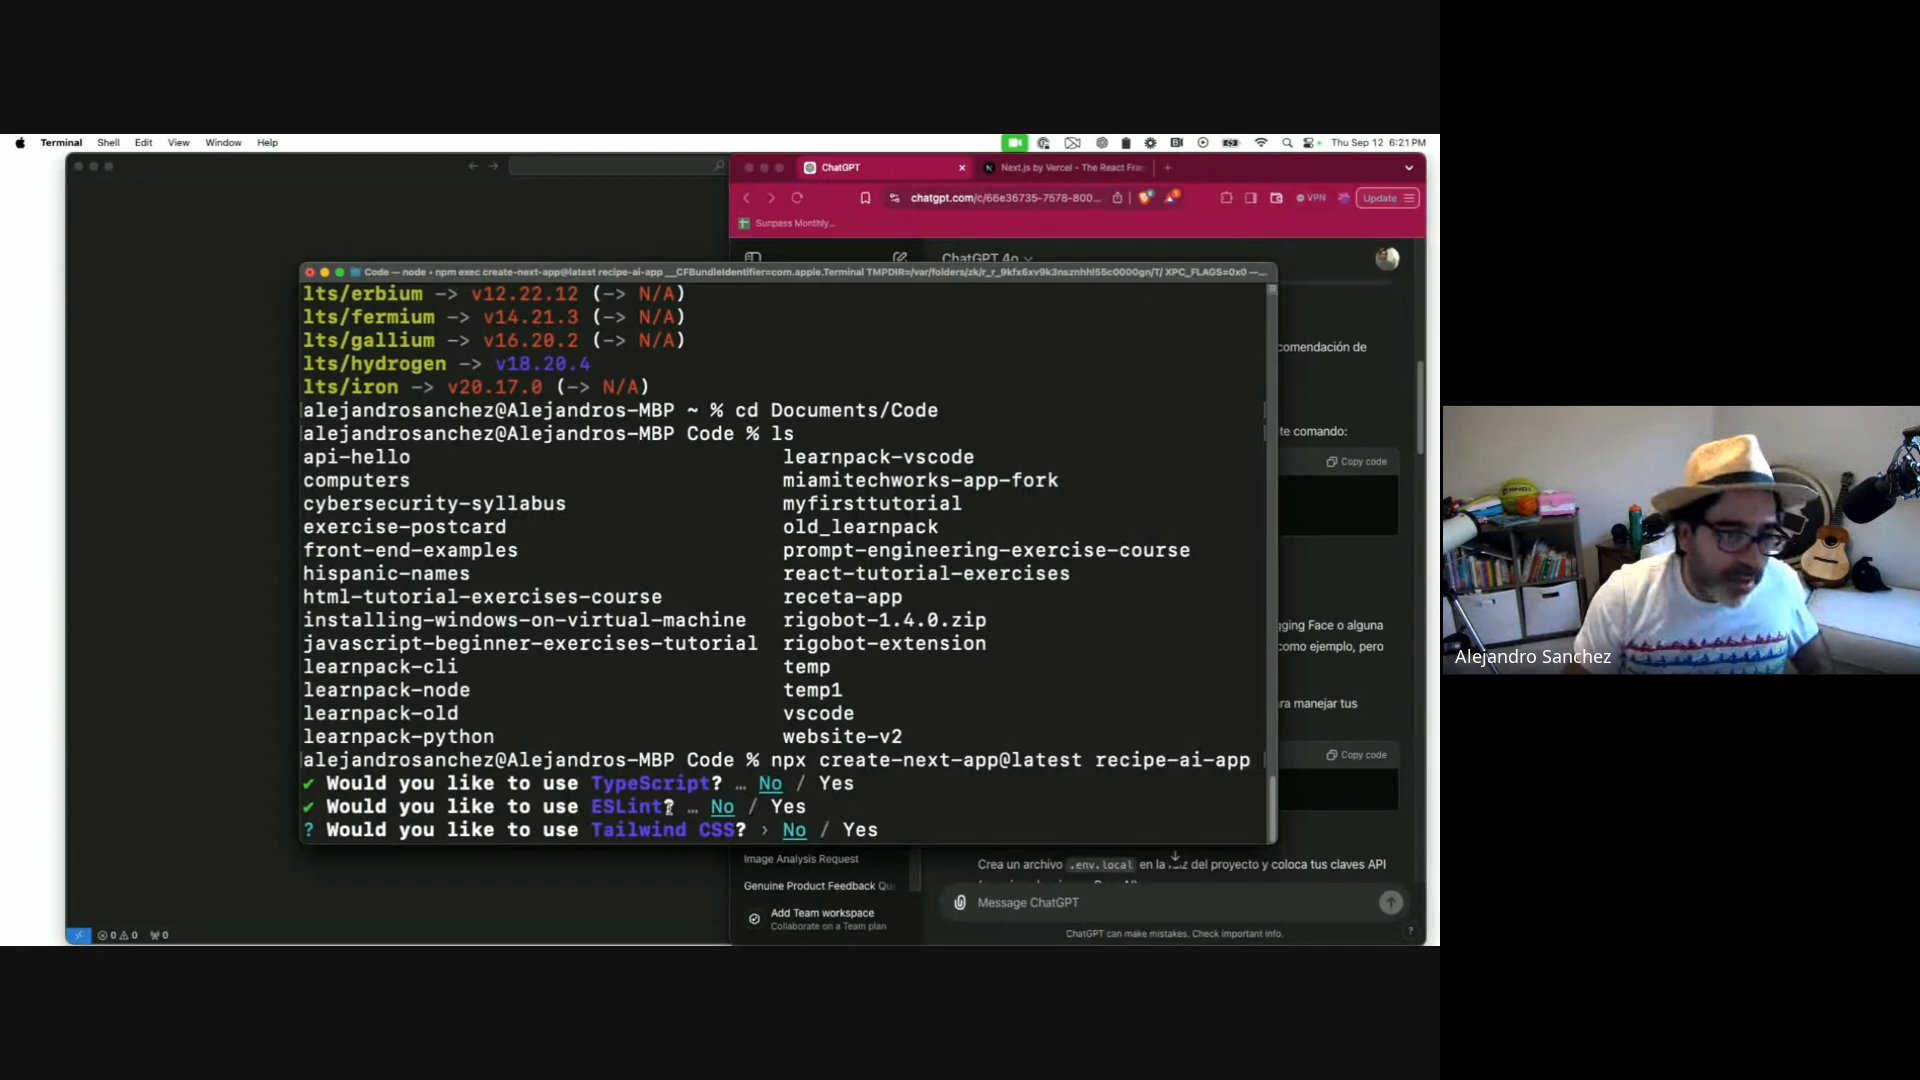 Terminal Shell Edit View Window Help
Thu Sep 12 6:21PM
ChatGPT
Next.js by Vercel - The React Fra
chatgpt.com/c/66e36735-7578-800...
VPN
Update
Sunpass Monthly...
ChatGPT 4o
Code — node • npm exec create-next-app@latest recipe-ai-app __CFBundleIdentifier=com.apple.Terminal
lts/erbium -> v12.22.12 (-> N/A)
lts/fermium -> v14.21.3 (-> N/A)
lts/gallium -> v16.20.2 (-> N/A)
lts/hydrogen -> v18.20.4
lts/iron -> v20.17.0 (-> N/A)
alejandrosanchez@Alejandros-MBP ~ % cd Documents/Code
alejandrosanchez@Alejandros-MBP Code % ls
api-hello learnpack-vscode
computers miamitechworks-app-fork
cybersecurity-syllabus myfirsttutorial
exercise-postcard old_learnpack
front-end-examples prompt-engineering-exercise-course
hispanic-names react-tutorial-exercises
html-tutorial-exercises-course receta-app
installing-windows-on-virtual-machine rigobot-1.4.0.zip
javascript-beginner-exercises-tutorial rigobot-extension
learnpack-cli temp
learnpack-node temp1
learnpack-old vscode
learnpack-python website-v2
alejandrosanchez@Alejandros-MBP Code % npx create-next-app@latest recipe-ai-app
✔ Would you like to use TypeScript? … No / Yes
✔ Would you like to use ESLint? … No / Yes
? Would you like to use Tailwind CSS? › No / Yes
comendación de
te comando:
Copy code
gging Face o alguna
como ejemplo, pero
ra manejar tus
Copy code
Image Analysis Request
Genuine Product Feedback
Add Team workspace
Collaborate on a Team plan
Crea un archivo .env.local en la raíz del proyecto y coloca tus claves API
Message ChatGPT
ChatGPT can make mistakes. Check important info.
?
0 0 0
Alejandro Sanchez